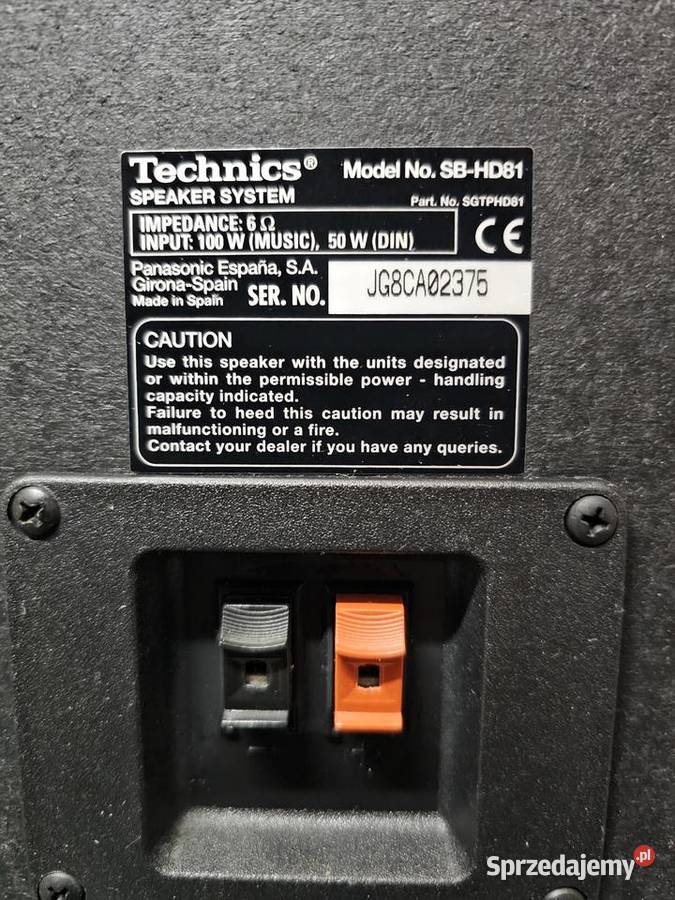 Technics® Model No. SB-HD81
SPEAKER SYSTEM Part. No. SGTPHD81
IMPEDANCE: 6 Ω
INPUT: 100 W (MUSIC), 50 W (DIN)
CE
Panasonic España, S.A.
Girona-Spain
Made in Spain
SER. NO. JG8CA02375
CAUTION
Use this speaker with the units designated
or within the permissible power - handling
capacity indicated.
Failure to heed this caution may result in
malfunctioning or a fire.
Contact your dealer if you have any queries.
Sprzedajemy.pl